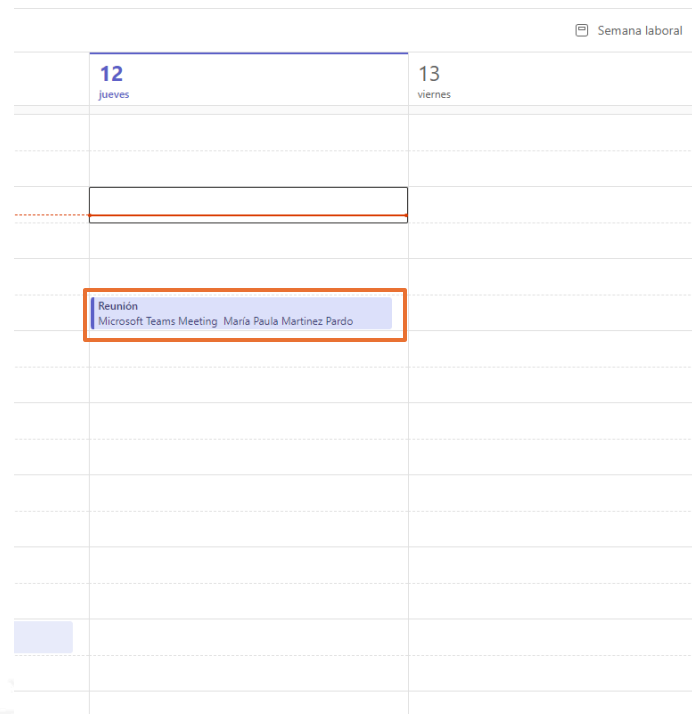 Semana laboral
12
jueves
13
viernes
Reunión
Microsoft Teams Meeting María Paula Martinez Pardo